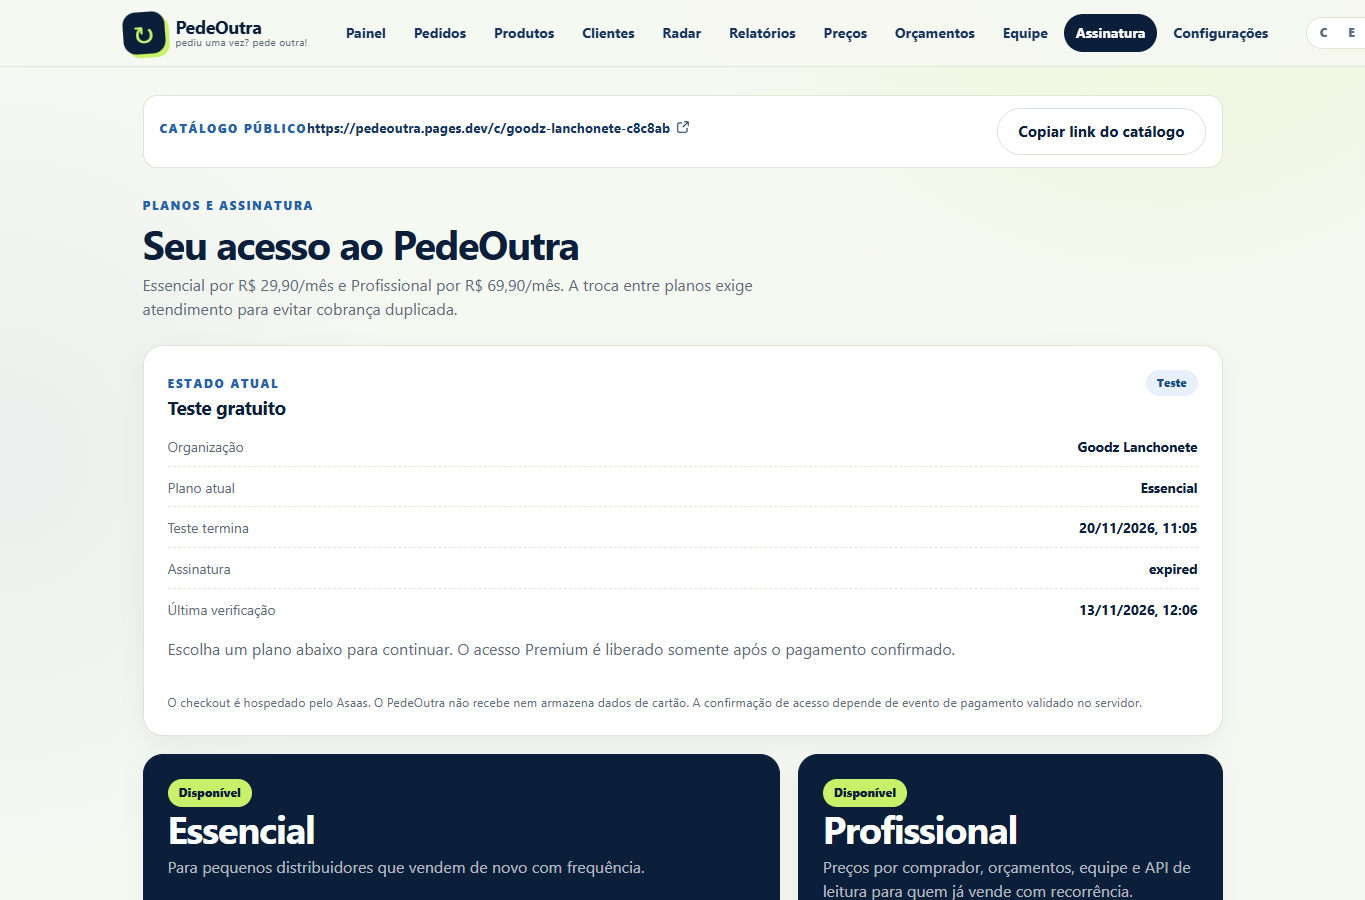 PedeOutra
pediu uma vez? pede outra!
Painel Pedidos Produtos Clientes Radar Relatórios Preços Orçamentos Equipe Assinatura Configurações C E
CATÁLOGO PÚBLICO https://pedeoutra.pages.dev/c/goodz-lanchonete-c8c8ab
Copiar link do catálogo
PLANOS E ASSINATURA
Seu acesso ao PedeOutra
Essencial por R$ 29,90/mês e Profissional por R$ 69,90/mês. A troca entre planos exige
atendimento para evitar cobrança duplicada.
ESTADO ATUAL
Teste
Teste gratuito
Organização Goodz Lanchonete
Plano atual Essencial
Teste termina 20/11/2026, 11:05
Assinatura expired
Última verificação 13/11/2026, 12:06
Escolha um plano abaixo para continuar. O acesso Premium é liberado somente após o pagamento confirmado.
O checkout é hospedado pelo Asaas. O PedeOutra não recebe nem armazena dados de cartão. A confirmação de acesso depende de evento de pagamento validado no servidor.
Disponível
Essencial
Para pequenos distribuidores que vendem de novo com frequência.
Disponível
Profissional
Preços por comprador, orçamentos, equipe e API de
leitura para quem já vende com recorrência.